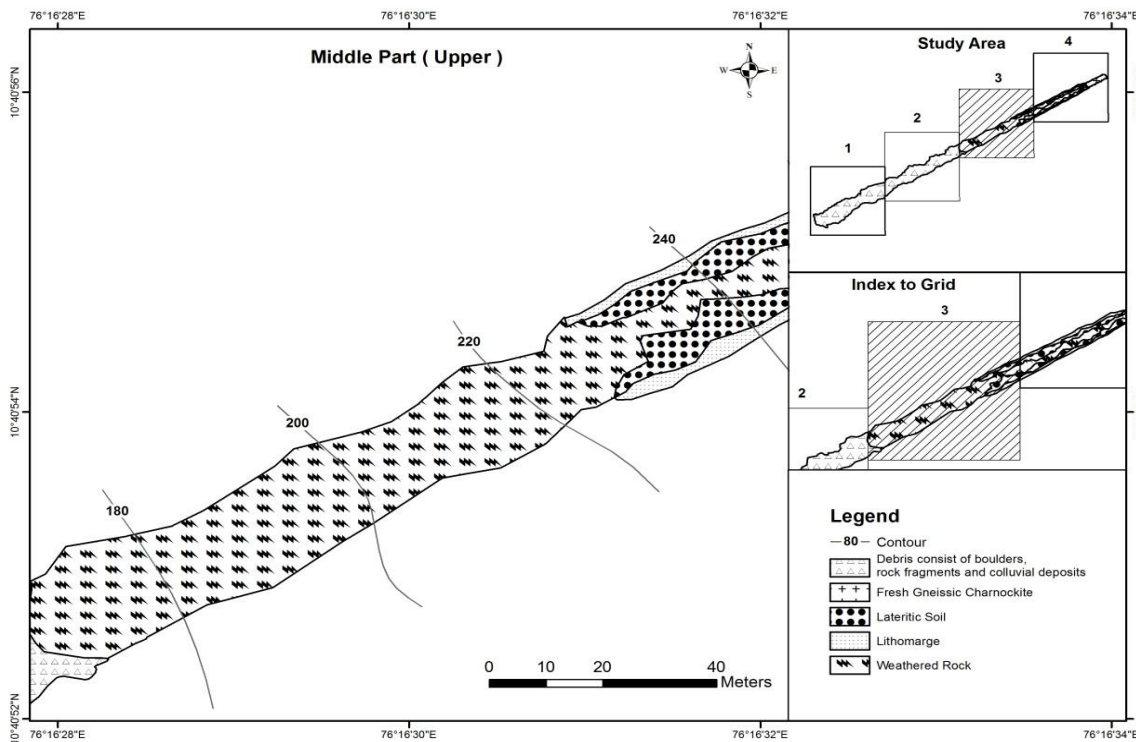 76°16'28"E
76°16'30"E
76°16'32"E
76°16'34"E
Middle Part ( Upper )
N
W E
S
10°40'56"N
10°40'54"N
10°40'52"N
240
220
200
180
0 10 20 40
Meters
Study Area
4
3
2
1
Index to Grid
3
2
Legend
80 Contour
Debris consist of boulders,
rock fragments and colluvial deposits
Fresh Gneissic Charnockite
Lateritic Soil
Lithomarge
Weathered Rock
76°16'28"E
76°16'30"E
76°16'32"E
76°16'34"E